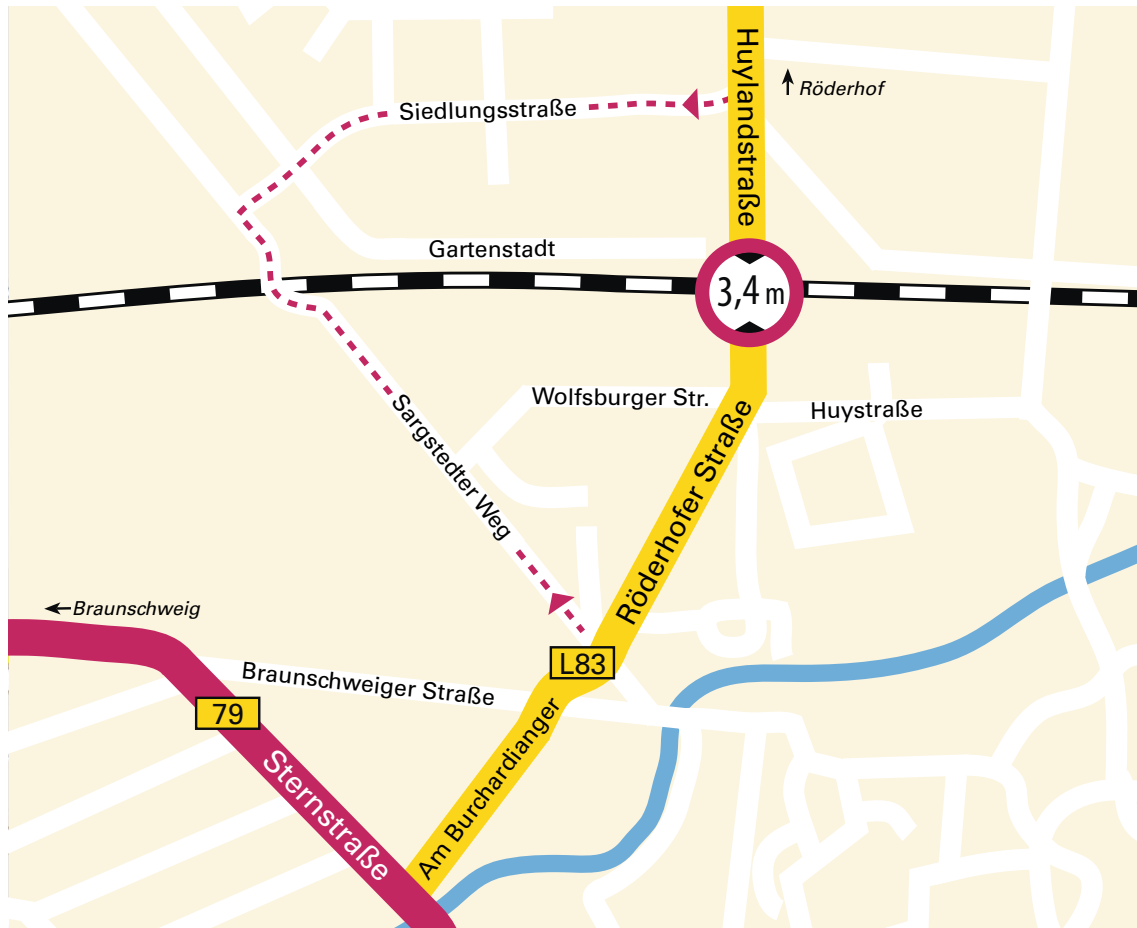 Huylandstraße
Röderhof
Siedlungsstraße
Gartenstadt
3,4 m
Wolfsburger Str.
Huystraße
Sargstedter Weg
Röderhofer Straße
Braunschweig
L83
Braunschweiger Straße
79
Sternstraße
Am Burchardianger